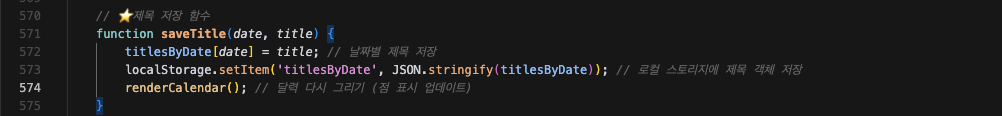 570 // ⭐제목 저장 함수
571 function saveTitle(date, title) {
572 titlesByDate[date] = title; // 날짜별 제목 저장
573 localStorage.setItem('titlesByDate', JSON.stringify(titlesByDate)); // 로컬 스토리지에 제목 객체 저장
574 renderCalendar(); // 달력 다시 그리기 (점 표시 업데이트)
575 }